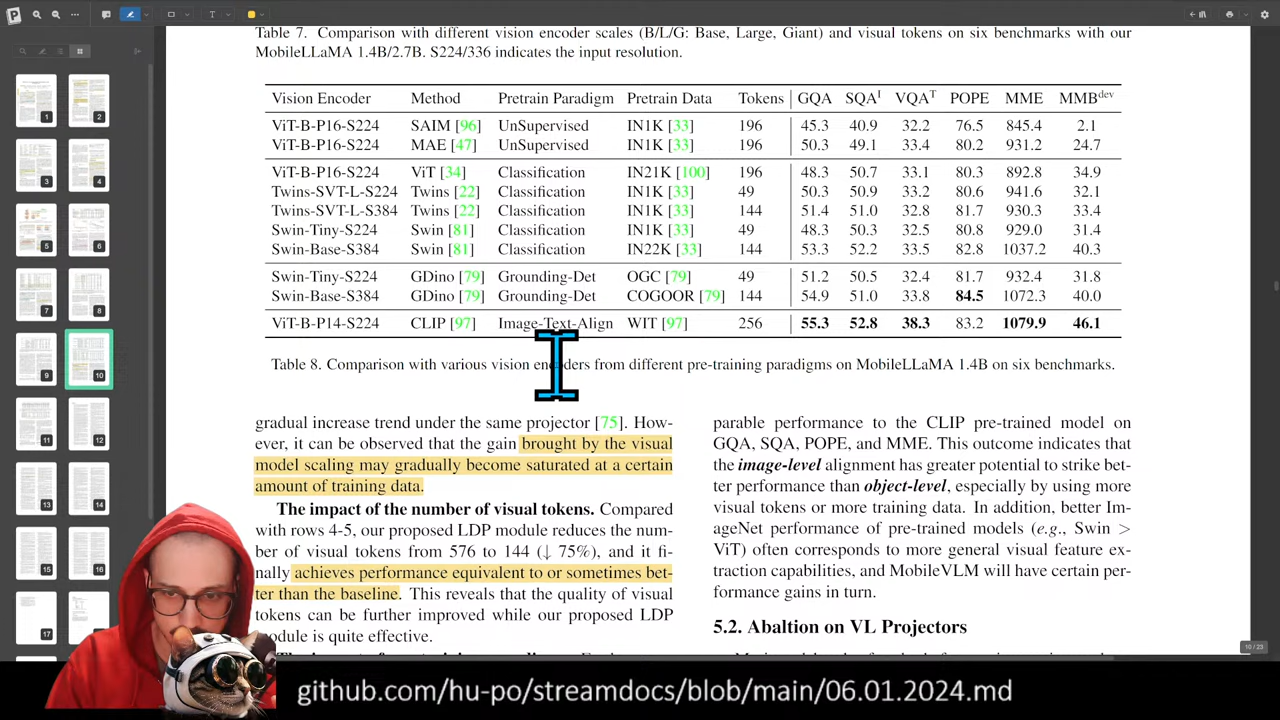 Table 7. Comparison with different vision encoder scales (B/L/G: Base, Large, Giant) and visual tokens on six benchmarks with our
MobileLLaMA 1.4B/2.7B. S224/336 indicates the input resolution.
Vision Encoder Method Pretrain Paradigm Pretrain Data Tokens GQA SQAᴵ VQAᵀ POPE MME MMBᵈᵉᵛ
ViT-B-P16-S224 SAIM [96] UnSupervised IN1K [33] 196 45.3 40.9 32.2 76.5 845.4 2.1
ViT-B-P16-S224 MAE [47] UnSupervised IN1K [33] 196 50.3 49.1 33.4 80.2 931.2 24.7
ViT-B-P16-S224 ViT [34] Classification IN21K [100] 196 48.3 50.7 33.1 80.3 892.8 34.9
Twins-SVT-L-S224 Twins [22] Classification IN1K [33] 49 50.3 50.9 33.2 80.6 941.6 32.1
Twins-SVT-L-S384 Twins [22] Classification IN1K [33] 144 51.4 51.0 32.8 81.7 930.3 33.4
Swin-Tiny-S224 Swin [81] Classification IN1K [33] 49 48.3 50.3 32.5 80.8 929.0 31.4
Swin-Base-S384 Swin [81] Classification IN22K [33] 144 53.3 52.2 33.5 82.8 1037.2 40.3
Swin-Tiny-S224 GDino [79] Grounding-Det OGC [79] 49 51.2 50.5 32.4 81.7 932.4 31.8
Swin-Base-S384 GDino [79] Grounding-Det COGOOR [79] 144 54.9 51.0 33.8 84.5 1072.3 40.0
ViT-B-P14-S224 CLIP [97] Image-Text-Align WIT [97] 256 55.3 52.8 38.3 83.2 1079.9 46.1
Table 8. Comparison with various vision encoders from different pre-training paradigms on MobileLLaMA 1.4B on six benchmarks.
gradual rising trend under the same projector [75]. How-
ever, it can be observed that the gain brought by the visual
model scaling may gradually become saturated at a certain
amount of training data.
The impact of the number of visual tokens. Compared
with rows 4-5, our proposed LDP module reduces the num-
ber of visual tokens from 576 to 144 (↓ 75%), and it fi-
nally achieves performance equivalent to or sometimes bet-
ter than the baseline. This reveals that the quality of visual
tokens can be further improved while our proposed LDP
module is quite effective.
parable performance to the CLIP pre-trained model on
GQA, SQA, POPE, and MME. This outcome indicates that
the image-level alignment has greater potential to strike bet-
ter performance than object-level, especially by using more
visual tokens or more training data. In addition, better Im-
ageNet performance of pre-trained models (e.g., Swin >
ViT) often corresponds to more general visual feature ex-
traction capabilities, and MobileVLM will have certain per-
formance gains in turn.
5.2. Abaltion on VL Projectors
1
2
3
4
5
6
7
8
9
10
11
12
13
14
15
16
17
10 / 23
github.com/hu-po/streamdocs/blob/main/06.01.2024.md